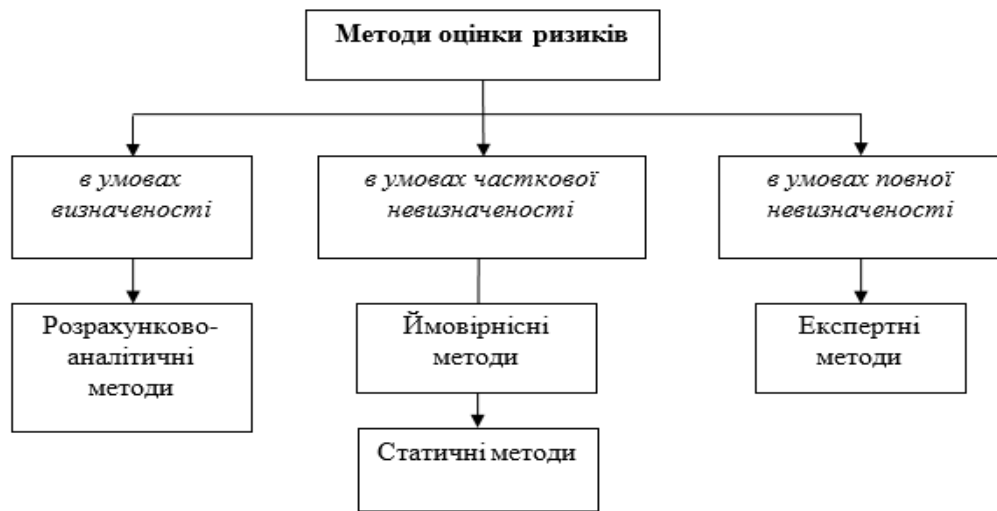 Методи оцінки ризиків
в умовах
визначеності
в умовах часткової
невизначеності
в умовах повної
невизначеності
Розрахунково-
аналітичні
методи
Ймовірнісні
методи
Експертні
методи
Статичні методи